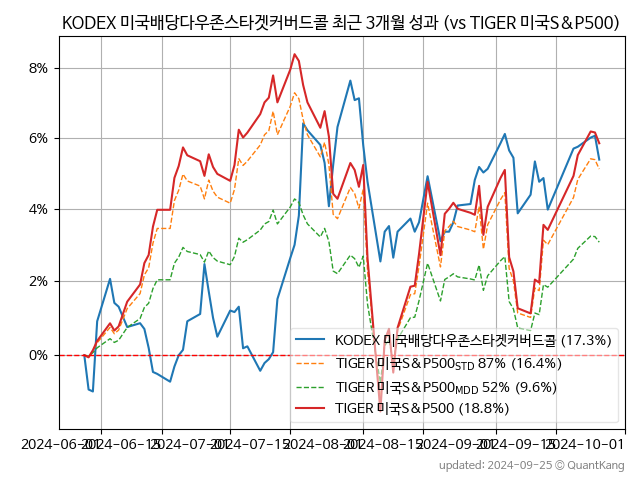 KODEX 미국배당다우존스타겟커버드콜 최근 3개월 성과 (vs TIGER 미국S&P500)
8%
6%
4%
2%
0%
KODEX 미국배당다우존스타겟커버드콜 (17.3%)
TIGER 미국S&P500STD 87% (16.4%)
TIGER 미국S&P500MDD 52% (9.6%)
TIGER 미국S&P500 (18.8%)
2024-06-01 2024-06-15 2024-07-01 2024-07-15 2024-08-01 2024-08-15 2024-09-01 2024-09-15 2024-10-01
updated: 2024-09-25 © QuantKang